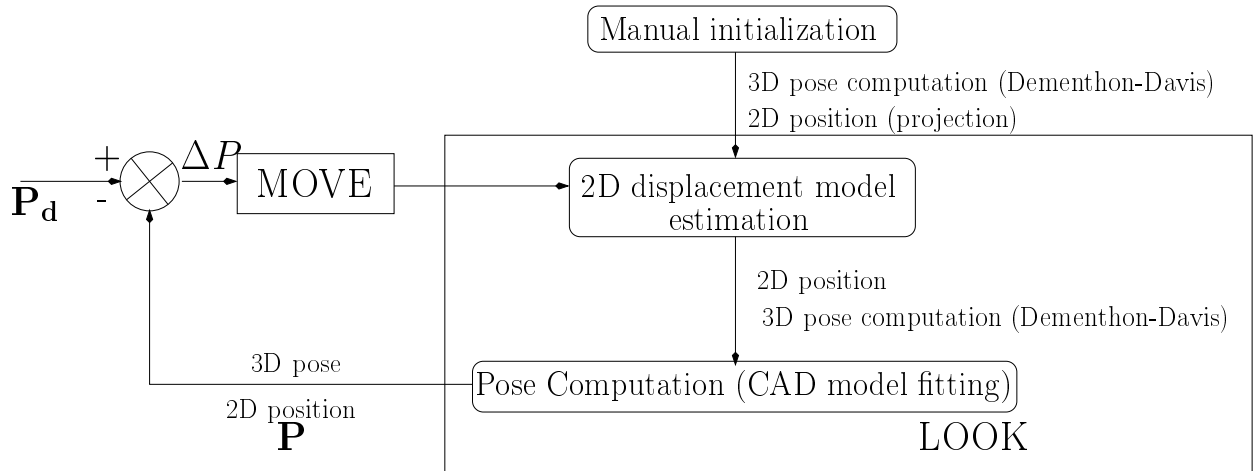 Manual initialization
3D pose computation (Dementhon-Davis)
2D position (projection)
+
ΔP
MOVE
P_d
-
2D displacement model
estimation
2D position
3D pose computation (Dementhon-Davis)
3D pose
Pose Computation (CAD model fitting)
2D position
P
LOOK